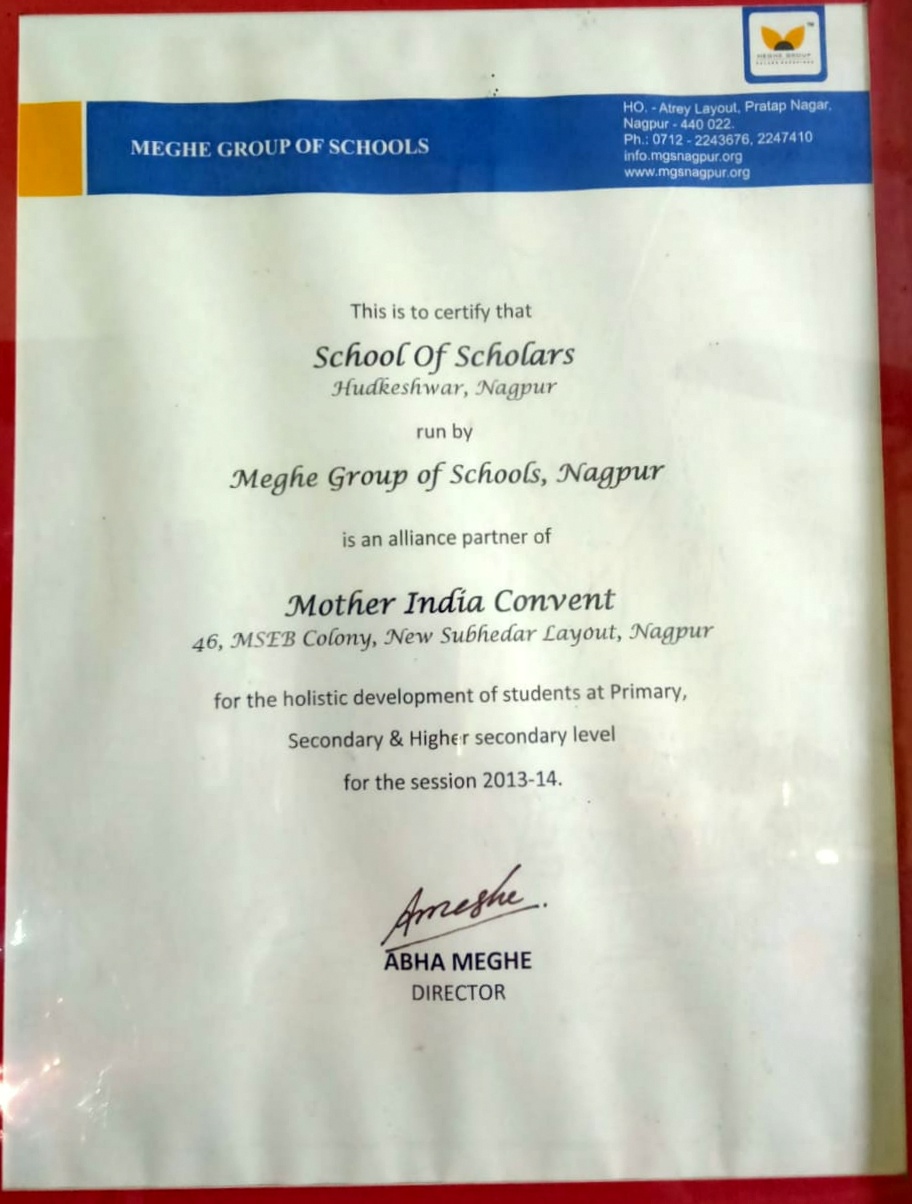 MEGHE GROUP
MEGHE GROUP OF SCHOOLS
HO. - Atrey Layout, Pratap Nagar,
Nagpur - 440 022.
Ph.: 0712 - 2243676, 2247410
info.mgsnagpur.org
www.mgsnagpur.org
This is to certify that
School Of Scholars
Hudkeshwar, Nagpur
run by
Meghe Group of Schools, Nagpur
is an alliance partner of
Mother India Convent
46, MSEB Colony, New Subhedar Layout, Nagpur
for the holistic development of students at Primary,
Secondary & Higher secondary level
for the session 2013-14.
Ameghe
ABHA MEGHE
DIRECTOR